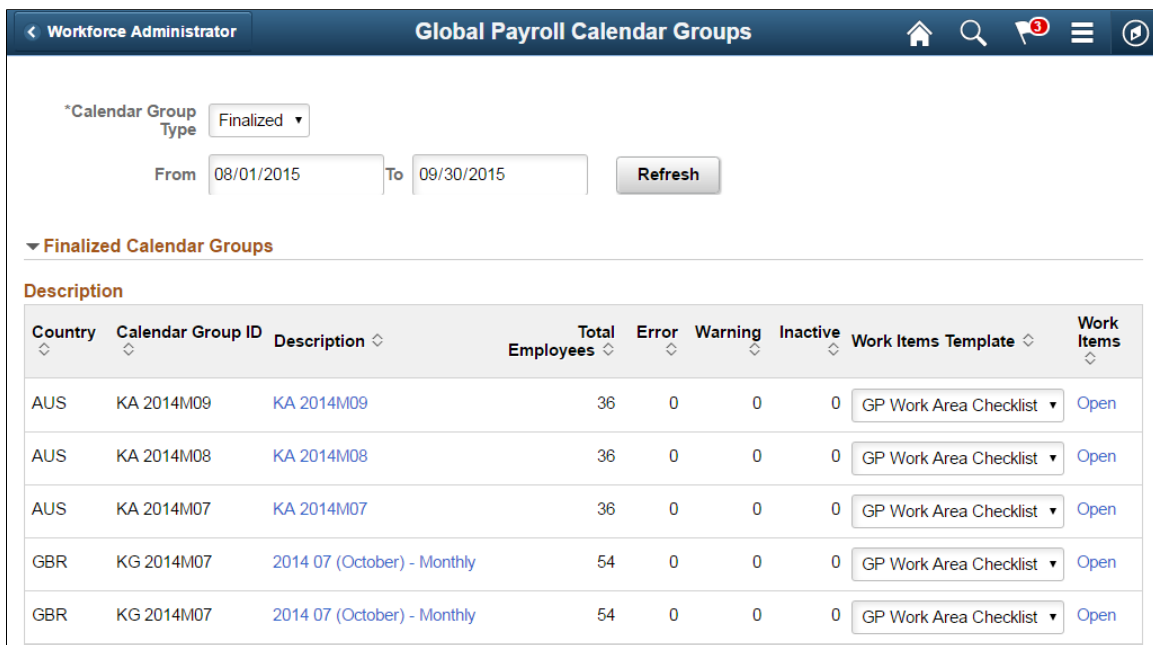 Workforce Administrator Global Payroll Calendar Groups 3
*Calendar Group Type Finalized
From 08/01/2015 To 09/30/2015 Refresh
Finalized Calendar Groups
Description
Country Calendar Group ID Description Total Employees Error Warning Inactive Work Items Template Work Items
AUS KA 2014M09 KA 2014M09 36 0 0 0 GP Work Area Checklist Open
AUS KA 2014M08 KA 2014M08 36 0 0 0 GP Work Area Checklist Open
AUS KA 2014M07 KA 2014M07 36 0 0 0 GP Work Area Checklist Open
GBR KG 2014M07 2014 07 (October) - Monthly 54 0 0 0 GP Work Area Checklist Open
GBR KG 2014M07 2014 07 (October) - Monthly 54 0 0 0 GP Work Area Checklist Open